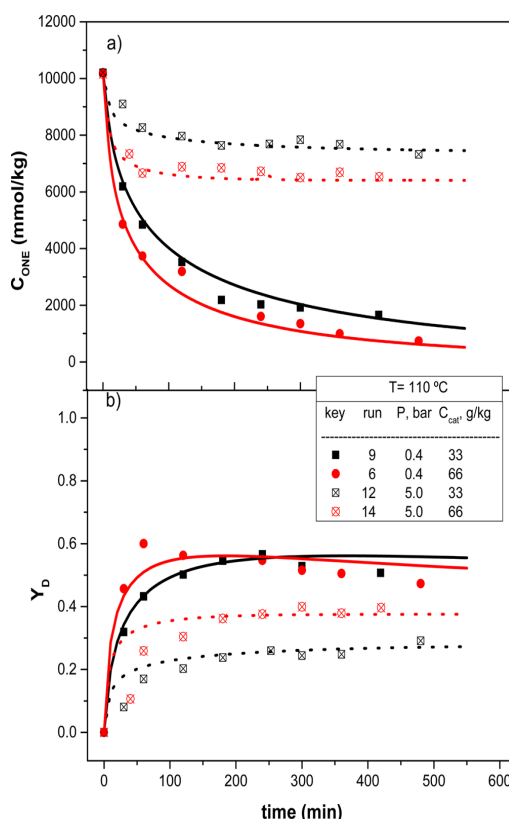 12000
a)
10000
8000
6000
4000
2000
0
C_ONE (mmol/kg)
T= 110 ºC
key run P, bar C_cat, g/kg
9 0.4 33
6 0.4 66
12 5.0 33
14 5.0 66
b)
1.0
0.8
0.6
0.4
0.2
0.0
Y_D
0 100 200 300 400 500 600
time (min)